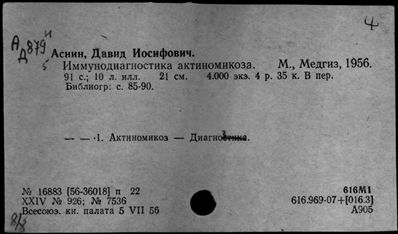 4
А
Д879
Аснин, Давид Иосифович.
Иммунодиагностика актиномикоза. М., Медгиз, 1956.
91 с.; 10 л. илл. 21 см. 4.000 экз. 4 р. 35 к. В пер.
Библиогр: с. 85-90.
— — ·1. Актиномикоз — Диагностика.
№ 16883 [56-36018] п 22 616М1
XXIV № 926; № 7536 616.969-07+[016.3]
Всесоюз. кн. палата 5 VII 56 А905